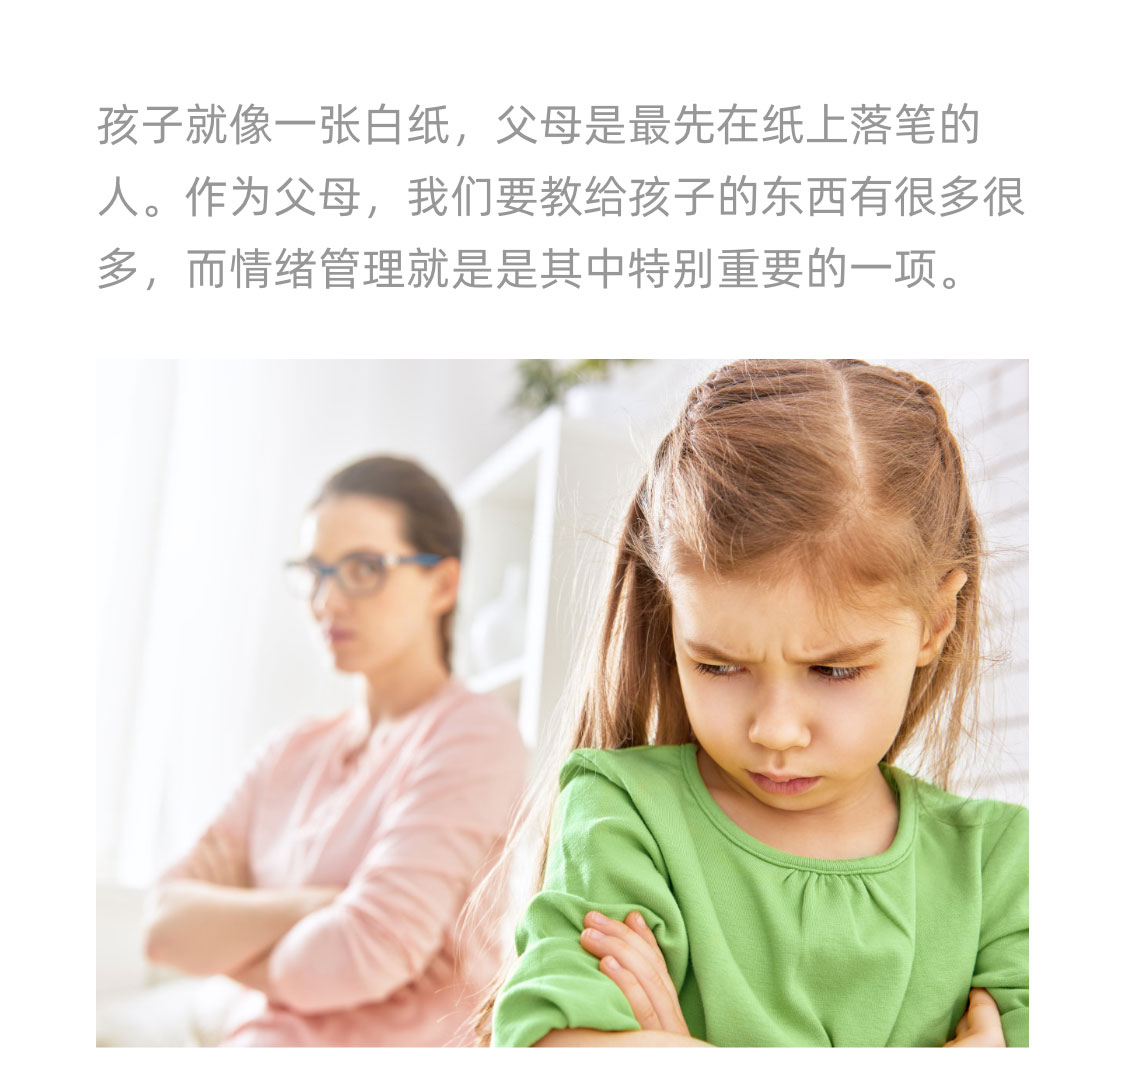 孩子就像一张白纸，父母是最先在纸上落笔的
人。作为父母，我们要教给孩子的东西有很多很
多，而情绪管理就是是其中特别重要的一项。